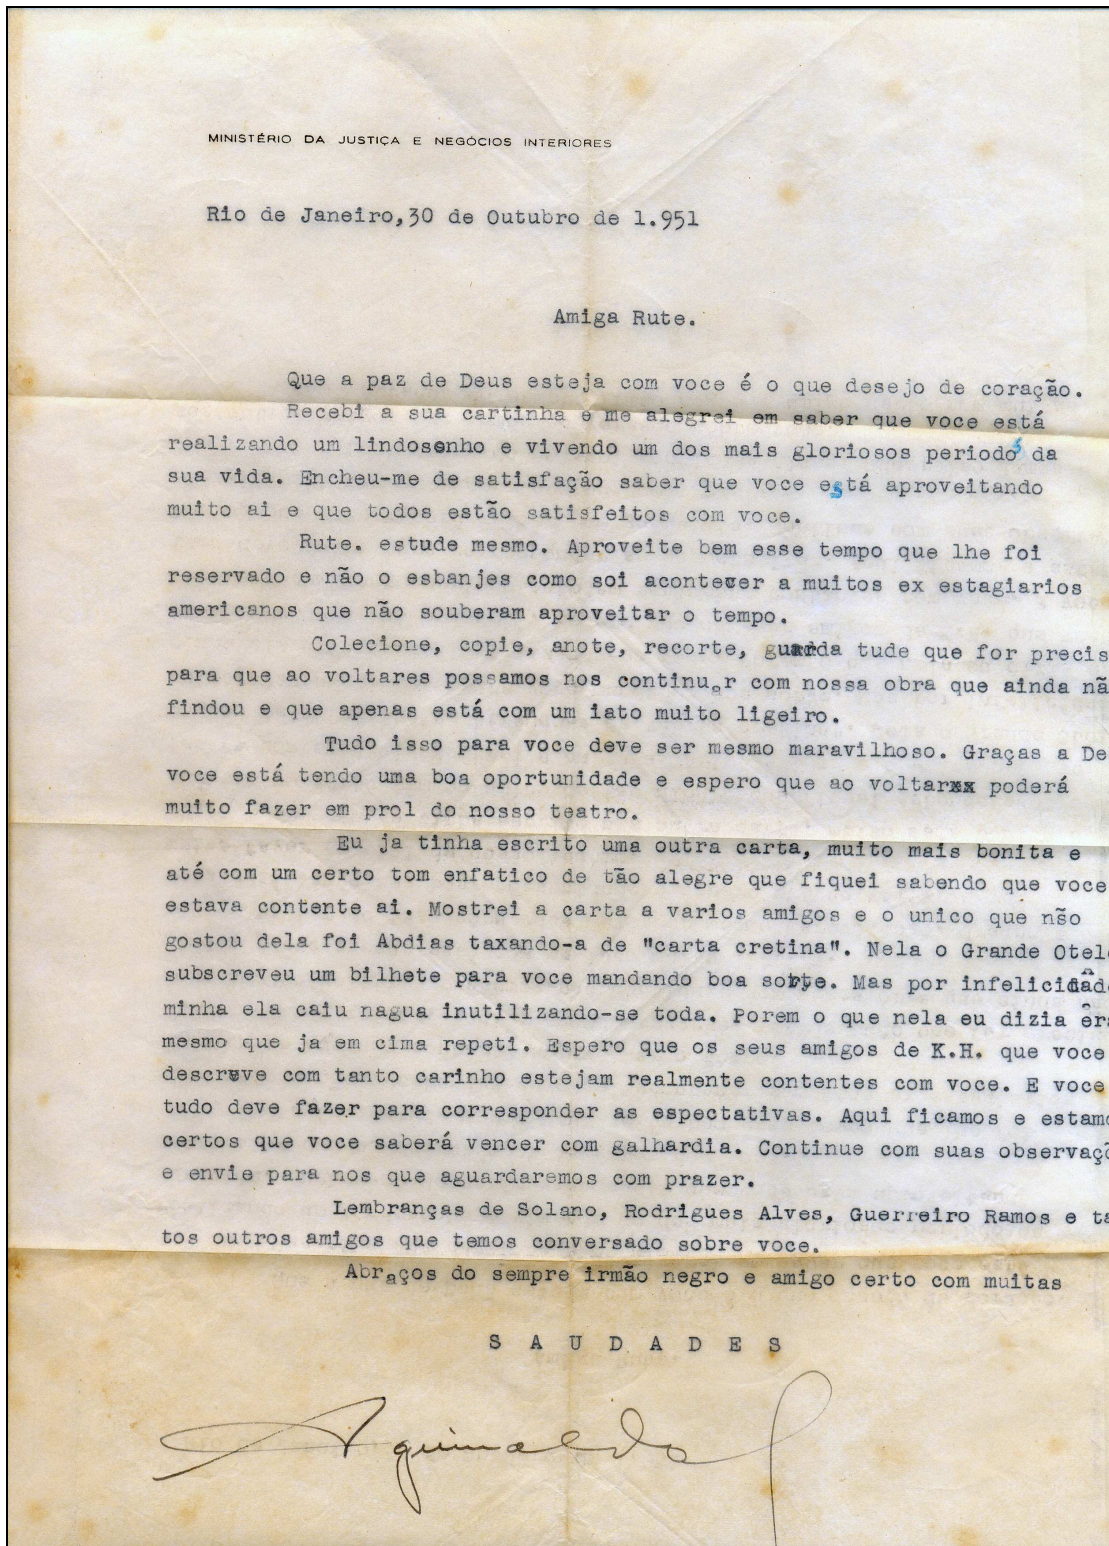 MINISTÉRIO DA JUSTIÇA E NEGÓCIOS INTERIORES
Rio de Janeiro,30 de Outubro de 1.951
Amiga Rute.
Que a paz de Deus esteja com voce é o que desejo de coração.
Recebi a sua cartinha e me alegrei em saber que voce está
realizando um lindosonho e vivendo um dos mais gloriosos periodos da
sua vida. Encheu-me de satisfação saber que voce está aproveitando
muito ai e que todos estão satisfeitos com voce.
Rute. estude mesmo. Aproveite bem esse tempo que lhe foi
reservado e não o esbanjes como soi acontecer a muitos ex estagiarios
americanos que não souberam aproveitar o tempo.
Colecione, copie, anote, recorte, guarda tude que for precis
para que ao voltares possamos nos continuar com nossa obra que ainda nã
findou e que apenas está com um iato muito ligeiro.
Tudo isso para voce deve ser mesmo maravilhoso. Graças a De
voce está tendo uma boa oportunidade e espero que ao voltarxx poderá
muito fazer em prol do nosso teatro.
Eu ja tinha escrito uma outra carta, muito mais bonita e
até com um certo tom enfatico de tão alegre que fiquei sabendo que voce
estava contente ai. Mostrei a carta a varios amigos e o unico que nso
gostou dela foi Abdias taxando-a de "carta cretina". Nela o Grande Otelo
subscreveu um bilhete para voce mandando boa sorte. Mas por infelicidade
minha ela caiu nagua inutilizando-se toda. Porem o que nela eu dizia era
mesmo que ja em cima repeti. Espero que os seus amigos de K.H. que voce
descreve com tanto carinho estejam realmente contentes com voce. E voce
tudo deve fazer para corresponder as espectativas. Aqui ficamos e estamo
certos que voce saberá vencer com galhardia. Continue com suas observaçõ
e envie para nos que aguardaremos com prazer.
Lembranças de Solano, Rodrigues Alves, Guerreiro Ramos e ta
tos outros amigos que temos conversado sobre voce.
Abraços do sempre irmão negro e amigo certo com muitas
S A U D A D E S
Aguinaldo